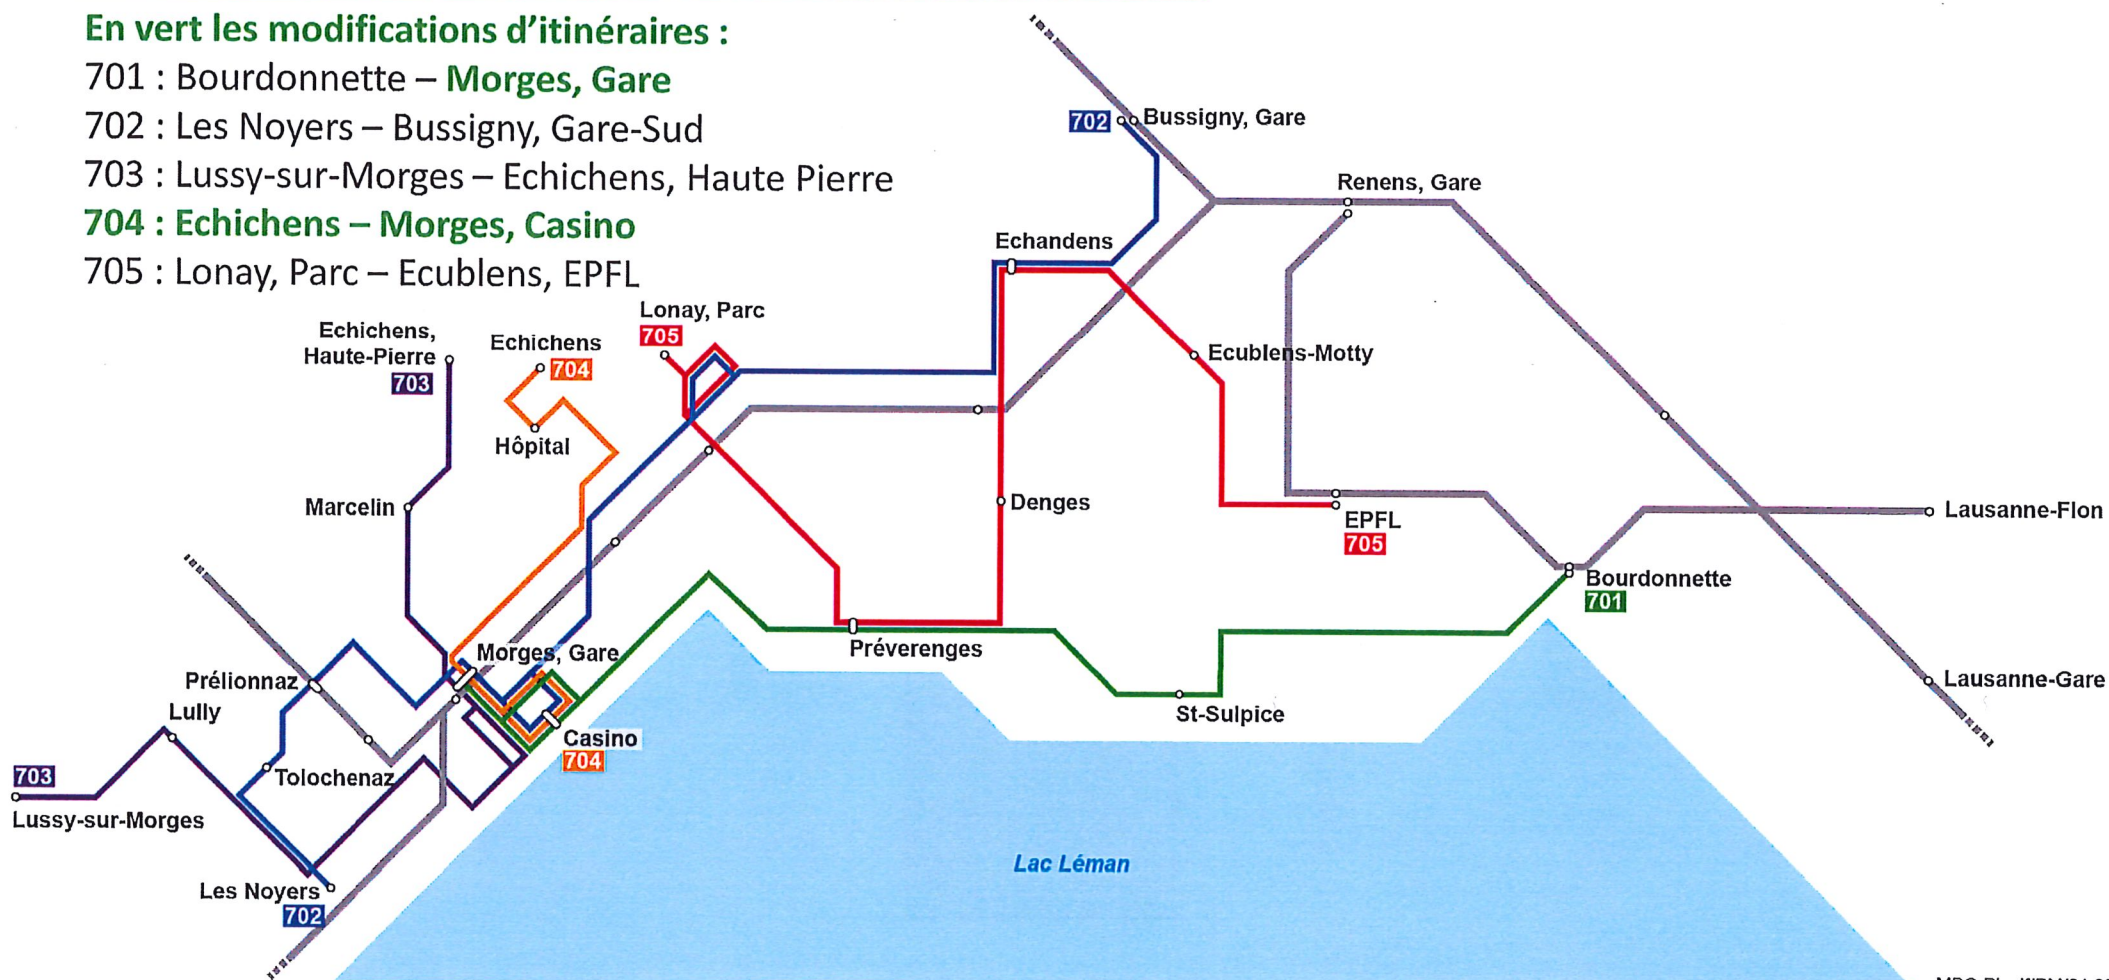 En vert les modifications d'itinéraires :
701 : Bourdonnette – Morges, Gare
702 : Les Noyers – Bussigny, Gare-Sud
703 : Lussy-sur-Morges – Echichens, Haute Pierre
704 : Echichens – Morges, Casino
705 : Lonay, Parc – Ecublens, EPFL
702
Bussigny, Gare
Renens, Gare
Echandens
Lonay, Parc
705
Echichens,
Haute-Pierre
703
Echichens
704
Hôpital
Ecublens-Motty
Marcelin
Denges
EPFL
705
Lausanne-Flon
Bourdonnette
701
Morges, Gare
Préverenges
Prélionnaz
Lully
St-Sulpice
Lausanne-Gare
Casino
704
703
Tolochenaz
Lussy-sur-Morges
Les Noyers
702
Lac Léman